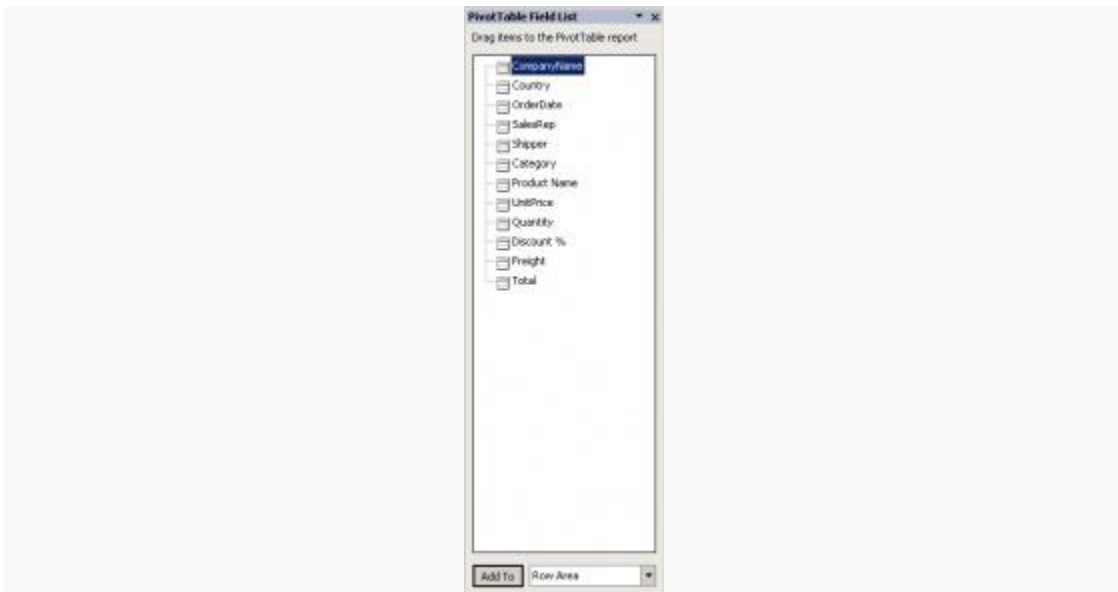 PivotTable Field List
Drag items to the PivotTable report
CompanyName
Country
OrderDate
SalesRep
Shipper
Category
Product Name
UnitPrice
Quantity
Discount %
Freight
Total
Add To Row Area